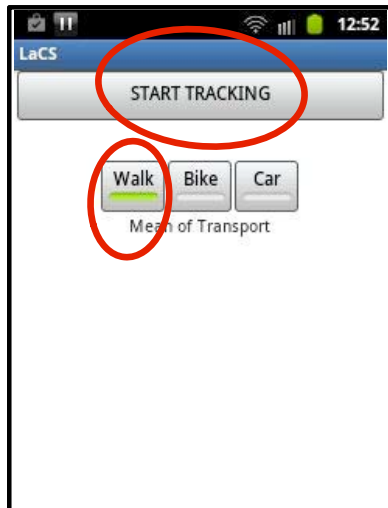 12:52
LaCS
START TRACKING
Walk Bike Car
Mean of Transport